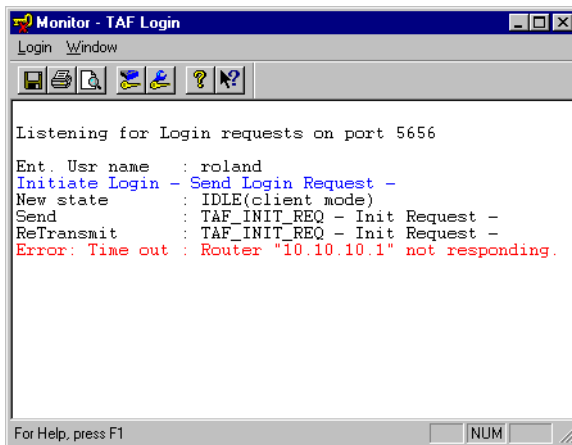 Monitor - TAF Login
Login Window
Listening for Login requests on port 5656
Ent. Usr name : roland
Initiate Login - Send Login Request -
New state : IDLE(client mode)
Send : TAF_INIT_REQ - Init Request -
ReTransmit : TAF_INIT_REQ - Init Request -
Error: Time out : Router "10.10.10.1" not responding.
For Help, press F1
NUM